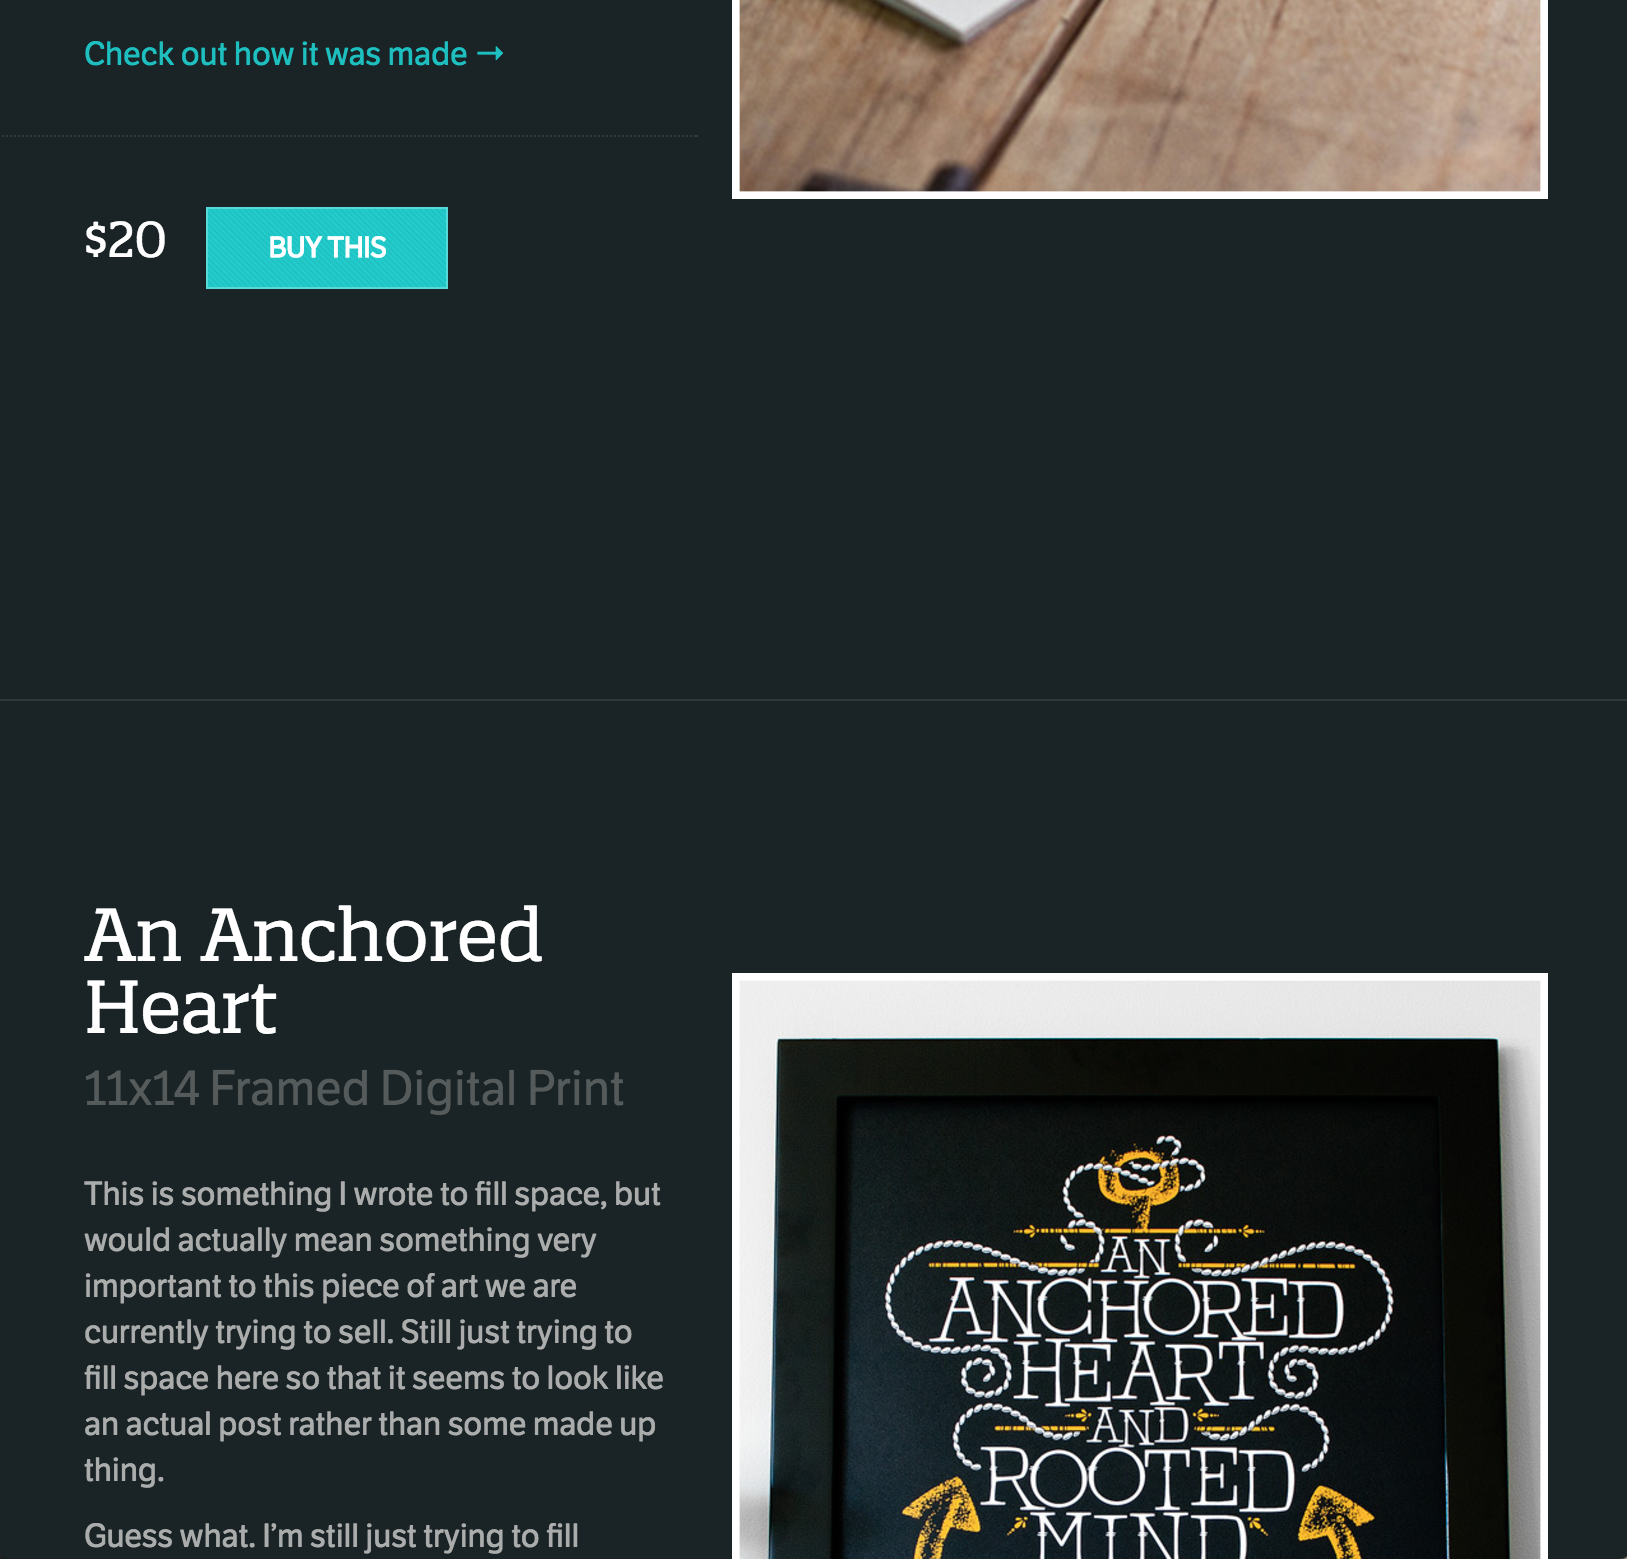 Check out how it was made →
$20
BUY THIS
An Anchored
Heart
11x14 Framed Digital Print
This is something I wrote to fill space, but
would actually mean something very
important to this piece of art we are
currently trying to sell. Still just trying to
fill space here so that it seems to look like
an actual post rather than some made up
thing.
Guess what. I’m still just trying to fill
AN
ANCHORED
HEART
AND
ROOTED
MIND